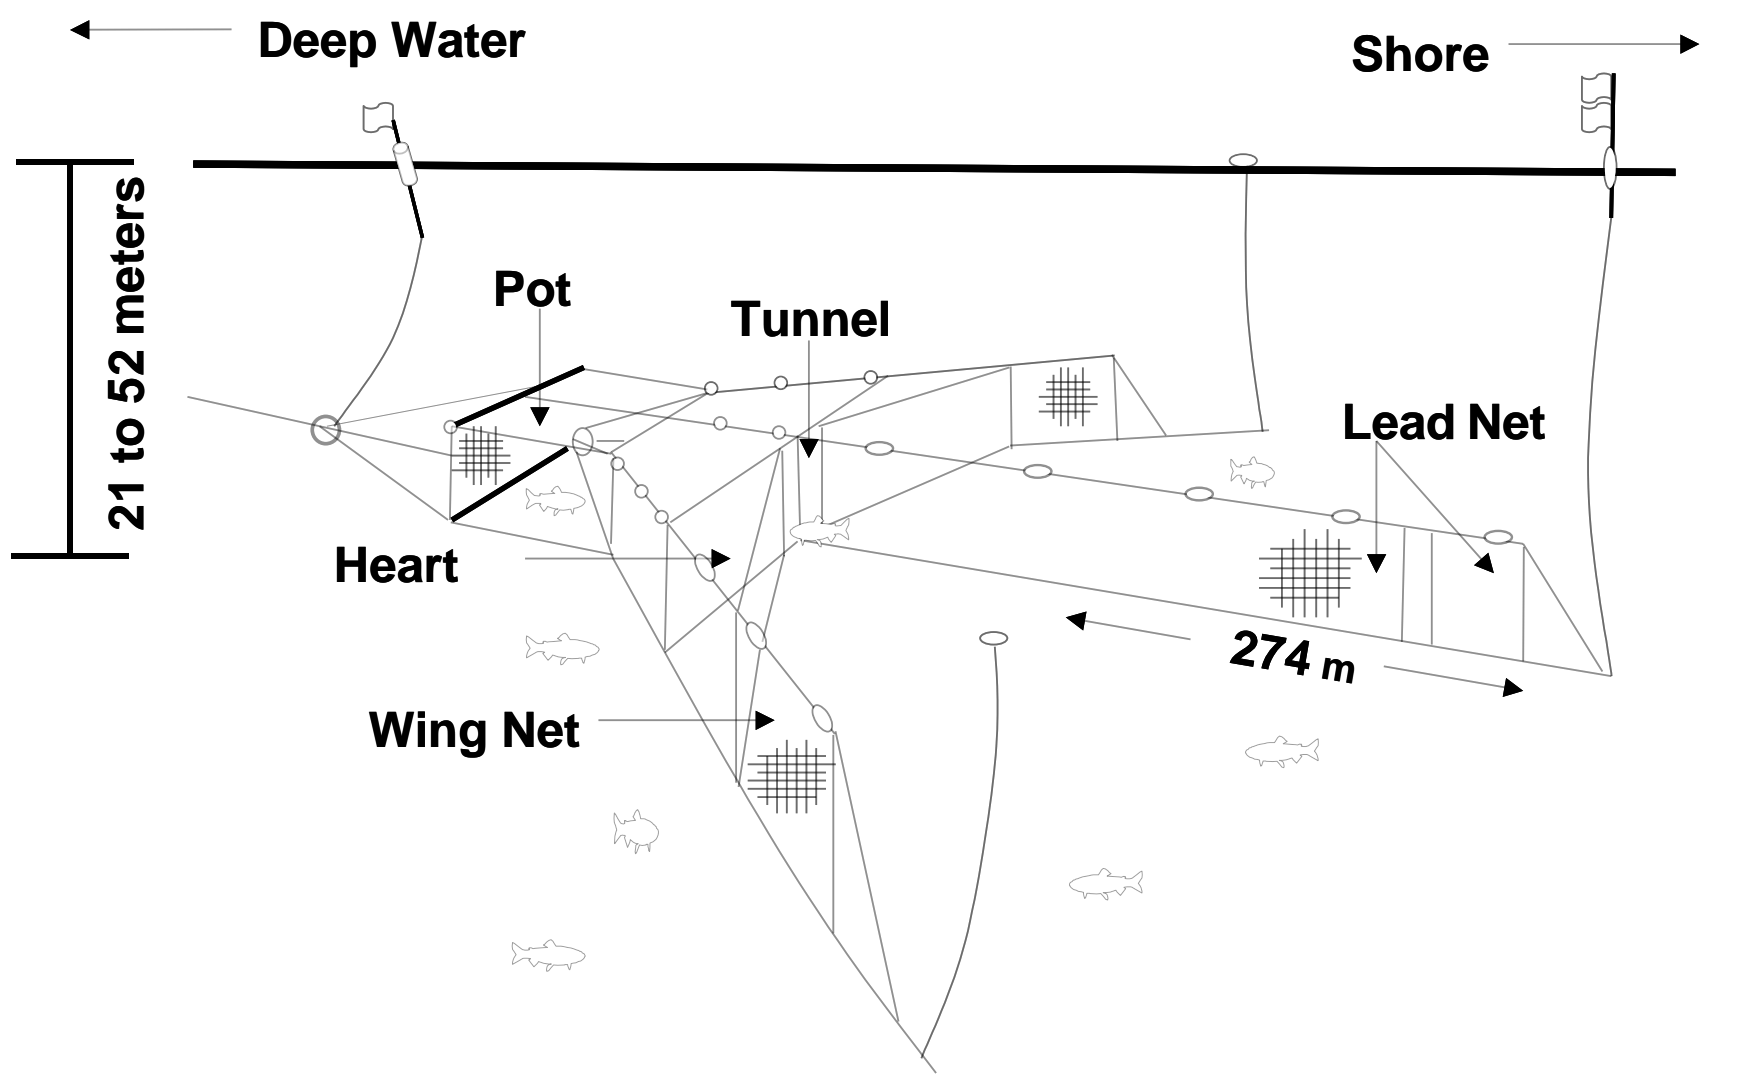 Deep Water
Shore
21 to 52 meters
Pot
Tunnel
Lead Net
Heart
274 m
Wing Net